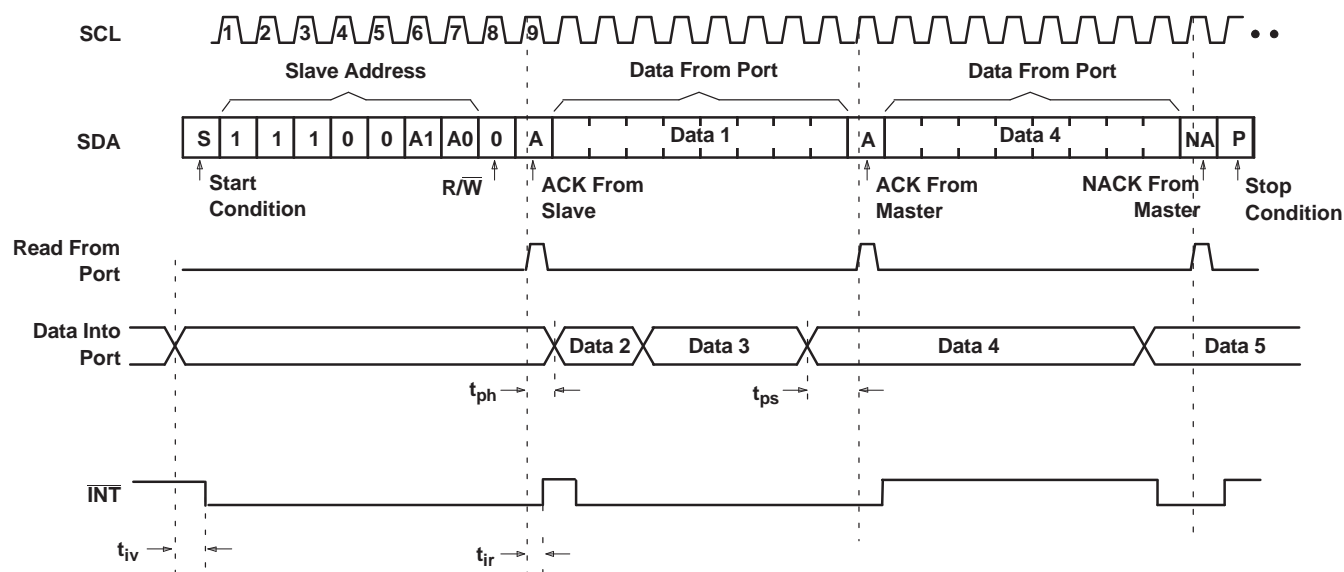 SCL 1 2 3 4 5 6 7 8 9
Slave Address Data From Port Data From Port
SDA S 1 1 1 0 0 A1 A0 0 A Data 1 A Data 4 NA P
Start Condition
R/W̅
ACK From Slave
ACK From Master
NACK From Master
Stop Condition
Read From Port
Data Into Port
Data 2 Data 3 Data 4 Data 5
tph
tps
I̅N̅T̅
tiv
tir